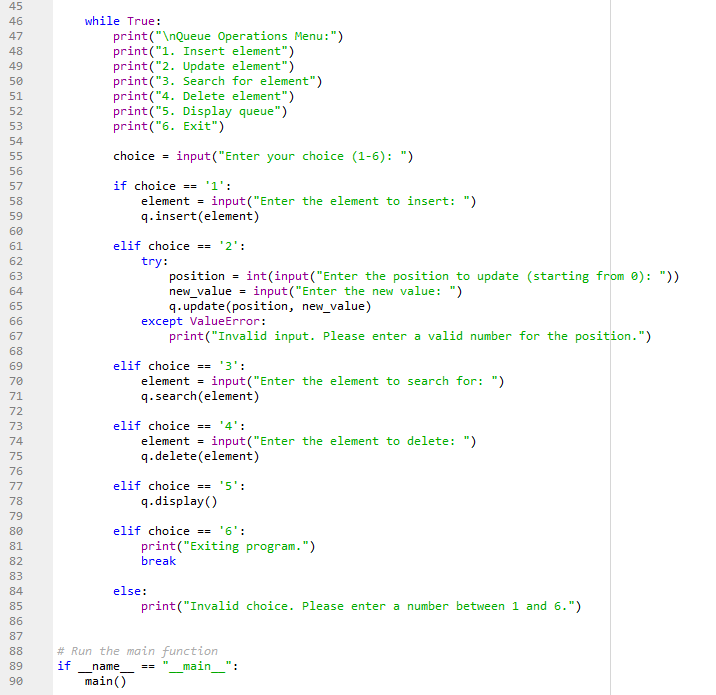 45
46 while True:
47 print("\nQueue Operations Menu:")
48 print("1. Insert element")
49 print("2. Update element")
50 print("3. Search for element")
51 print("4. Delete element")
52 print("5. Display queue")
53 print("6. Exit")
54
55 choice = input("Enter your choice (1-6): ")
56
57 if choice == '1':
58 element = input("Enter the element to insert: ")
59 q.insert(element)
60
61 elif choice == '2':
62 try:
63 position = int(input("Enter the position to update (starting from 0): "))
64 new_value = input("Enter the new value: ")
65 q.update(position, new_value)
66 except ValueError:
67 print("Invalid input. Please enter a valid number for the position.")
68
69 elif choice == '3':
70 element = input("Enter the element to search for: ")
71 q.search(element)
72
73 elif choice == '4':
74 element = input("Enter the element to delete: ")
75 q.delete(element)
76
77 elif choice == '5':
78 q.display()
79
80 elif choice == '6':
81 print("Exiting program.")
82 break
83
84 else:
85 print("Invalid choice. Please enter a number between 1 and 6.")
86
87
88 # Run the main function
89 if __name__ == "__main__":
90 main()